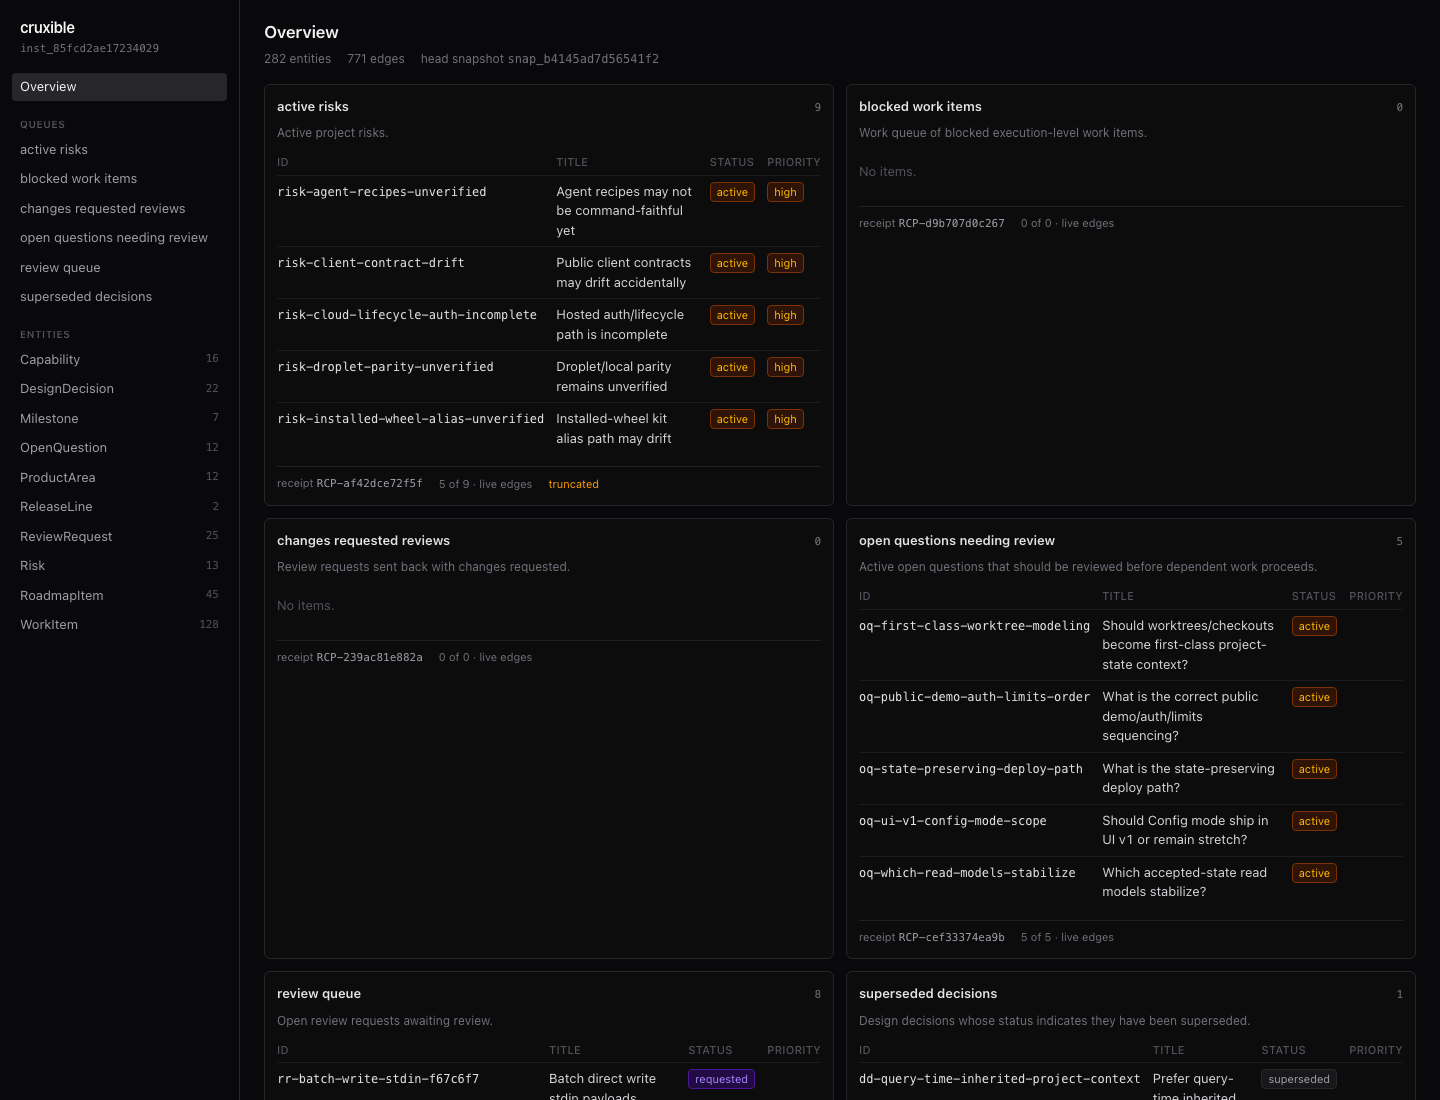 cruxible
inst_85fcd2ae17234029
Overview
QUEUES
active risks
blocked work items
changes requested reviews
open questions needing review
review queue
superseded decisions
ENTITIES
Capability 16
DesignDecision 22
Milestone 7
OpenQuestion 12
ProductArea 12
ReleaseLine 2
ReviewRequest 25
Risk 13
RoadmapItem 45
WorkItem 128
Overview
282 entities 771 edges head snapshot snap_b4145ad7d56541f2
active risks 9
Active project risks.
ID TITLE STATUS PRIORITY
risk-agent-recipes-unverified Agent recipes may not active high
be command-faithful
yet
risk-client-contract-drift Public client contracts active high
may drift accidentally
risk-cloud-lifecycle-auth-incomplete Hosted auth/lifecycle active high
path is incomplete
risk-droplet-parity-unverified Droplet/local parity active high
remains unverified
risk-installed-wheel-alias-unverified Installed-wheel kit active high
alias path may drift
receipt RCP-af42dce72f5f 5 of 9 · live edges truncated
blocked work items 0
Work queue of blocked execution-level work items.
No items.
receipt RCP-d9b707d0c267 0 of 0 · live edges
changes requested reviews 0
Review requests sent back with changes requested.
No items.
receipt RCP-239ac81e882a 0 of 0 · live edges
open questions needing review 5
Active open questions that should be reviewed before dependent work proceeds.
ID TITLE STATUS PRIORITY
oq-first-class-worktree-modeling Should worktrees/checkouts active
become first-class project-
state context?
oq-public-demo-auth-limits-order What is the correct public active
demo/auth/limits
sequencing?
oq-state-preserving-deploy-path What is the state-preserving active
deploy path?
oq-ui-v1-config-mode-scope Should Config mode ship in active
UI v1 or remain stretch?
oq-which-read-models-stabilize Which accepted-state read active
models stabilize?
receipt RCP-cef33374ea9b 5 of 5 · live edges
review queue 8
Open review requests awaiting review.
ID TITLE STATUS PRIORITY
rr-batch-write-stdin-f67c6f7 Batch direct write requested
stdin payloads
superseded decisions 1
Design decisions whose status indicates they have been superseded.
ID TITLE STATUS PRIORITY
dd-query-time-inherited-project-context Prefer query- superseded
time inherited